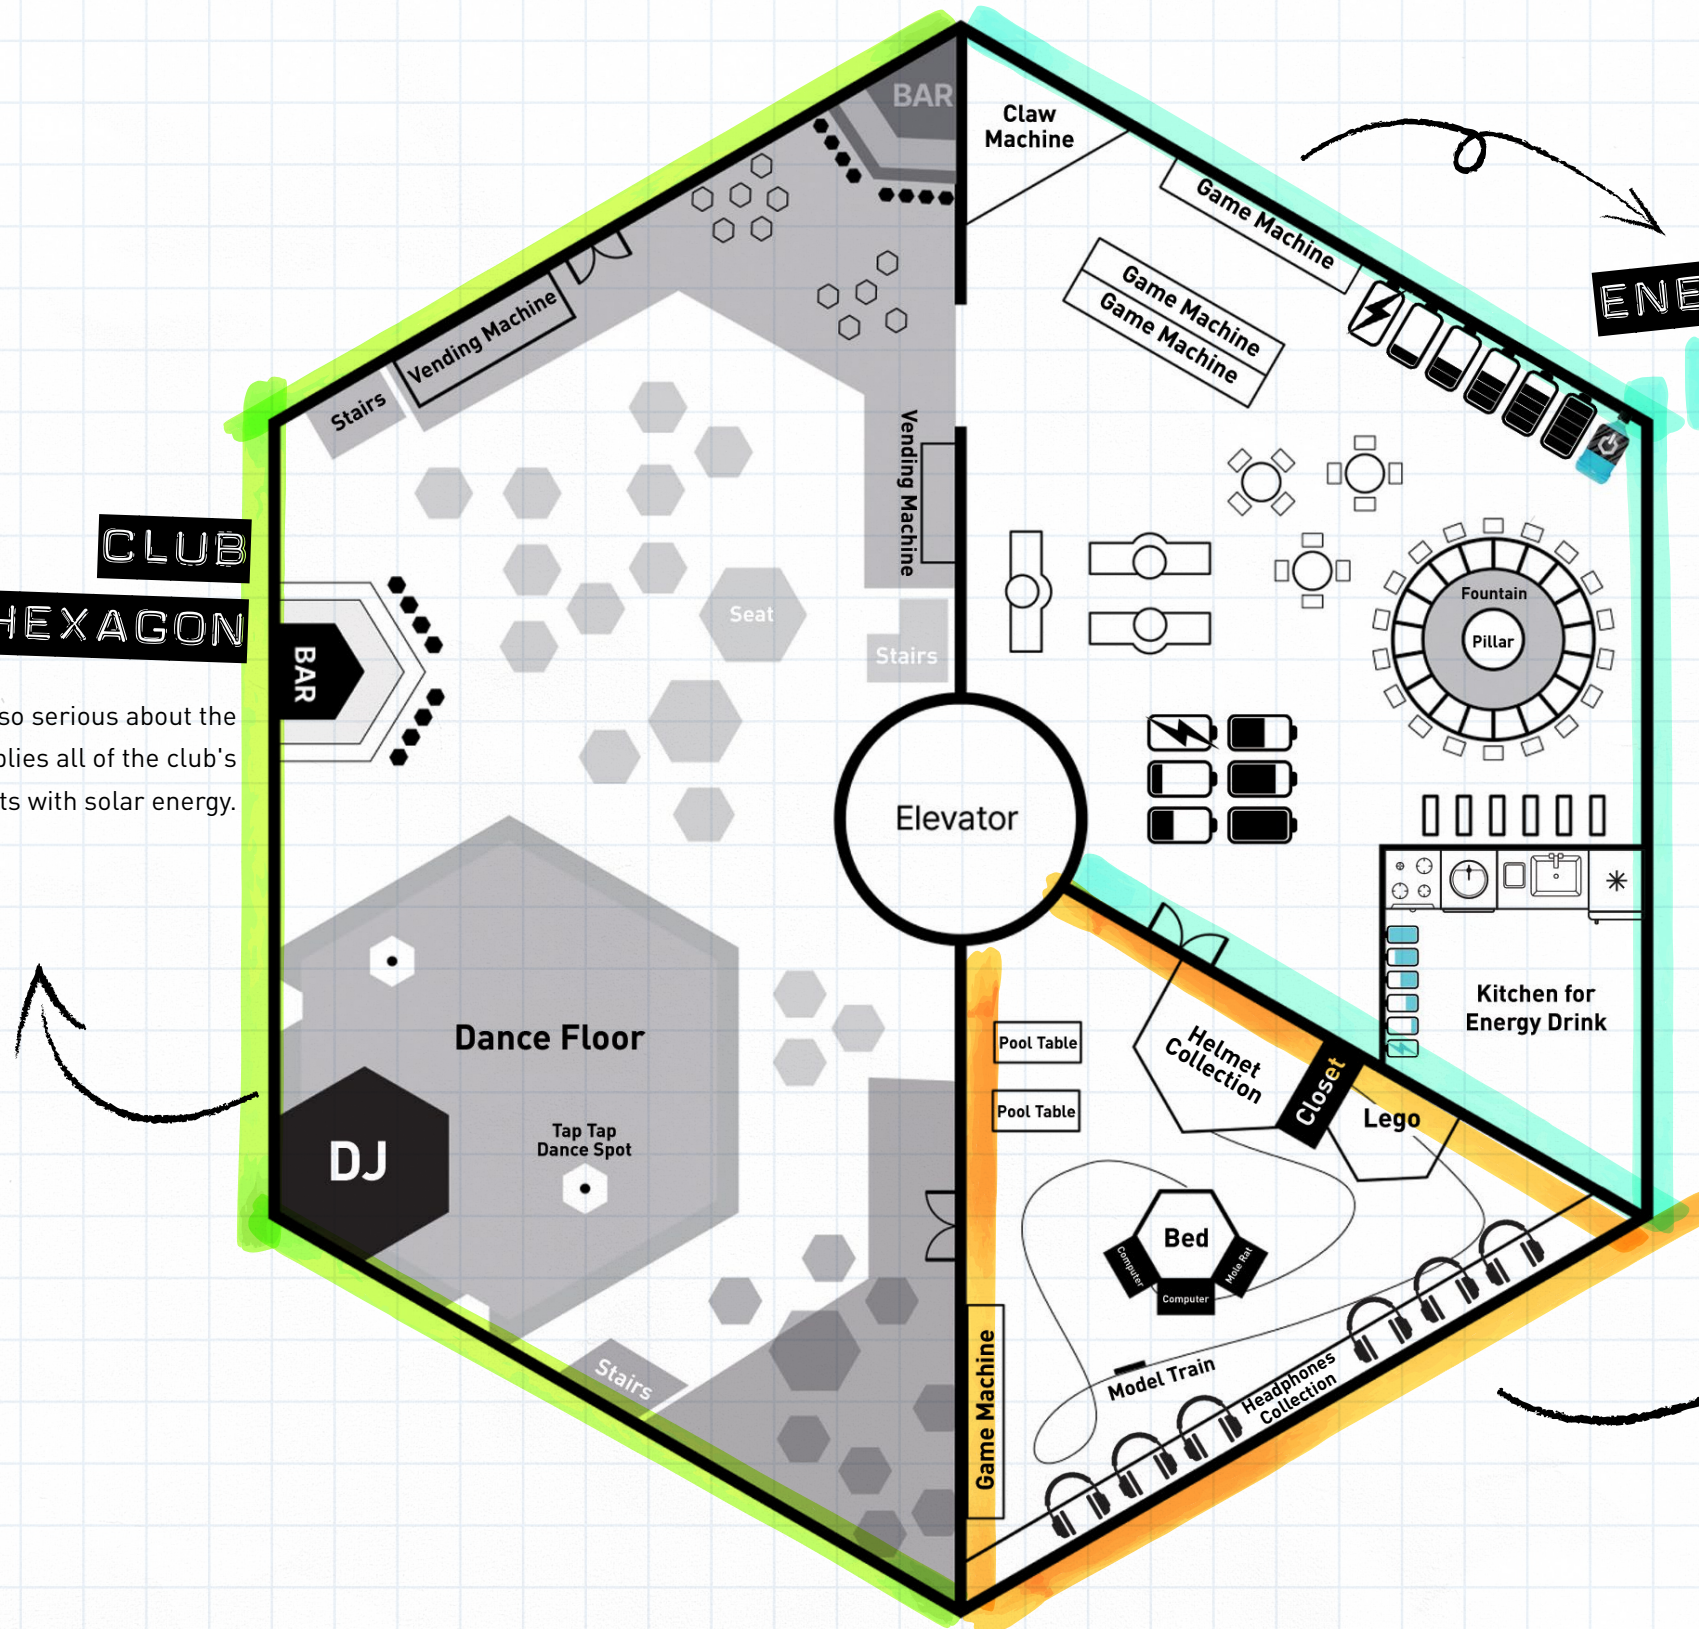 BAR
Claw
Machine
Game Machine
Game Machine
Game Machine
ENE
Vending Machine
Stairs
Vending Machine
CLUB
HEXAGON
so serious about the
plies all of the club's
ts with solar energy.
BAR
Seat
Stairs
Fountain
Pillar
Elevator
Kitchen for
Energy Drink
Dance Floor
DJ
Tap Tap
Dance Spot
Stairs
Pool Table
Pool Table
Helmet
Collection
Closet
Lego
Bed
Computer
Computer
Mole Rat
Model Train
Headphones
Collection
Game Machine